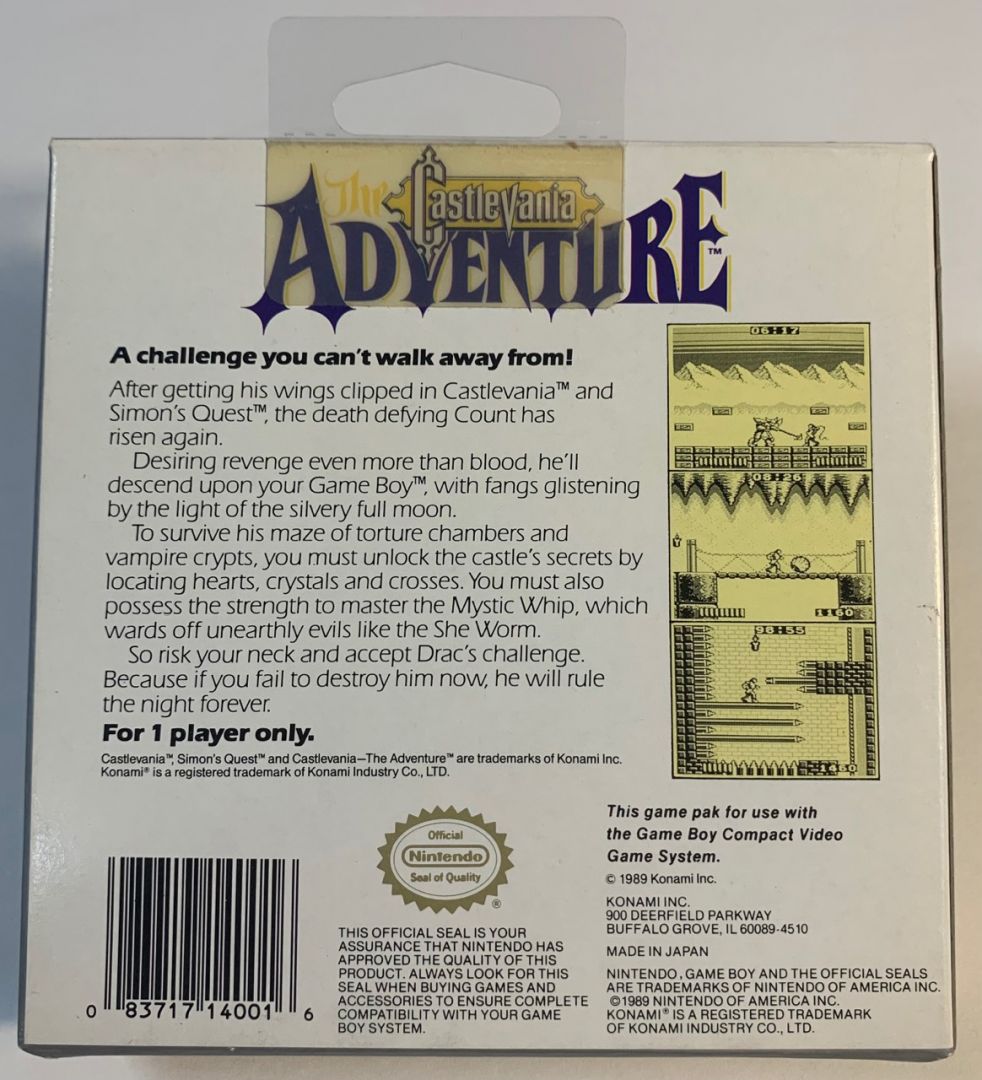 The Castlevania
ADVENTURE™
A challenge you can't walk away from!
After getting his wings clipped in Castlevania™ and
Simon's Quest™, the death defying Count has
risen again.
Desiring revenge even more than blood, he'll
descend upon your Game Boy™, with fangs glistening
by the light of the silvery full moon.
To survive his maze of torture chambers and
vampire crypts, you must unlock the castle's secrets by
locating hearts, crystals and crosses. You must also
possess the strength to master the Mystic Whip, which
wards off unearthly evils like the She Worm.
So risk your neck and accept Drac's challenge.
Because if you fail to destroy him now, he will rule
the night forever.
For 1 player only.
Castlevania™, Simon's Quest™ and Castlevania—The Adventure™ are trademarks of Konami Inc.
Konami® is a registered trademark of Konami Industry Co., LTD.
06:17
08:26
1160
96:55
1460
Official
Nintendo
Seal of Quality
®
THIS OFFICIAL SEAL IS YOUR
ASSURANCE THAT NINTENDO HAS
APPROVED THE QUALITY OF THIS
PRODUCT. ALWAYS LOOK FOR THIS
SEAL WHEN BUYING GAMES AND
ACCESSORIES TO ENSURE COMPLETE
COMPATIBILITY WITH YOUR GAME
BOY SYSTEM.
0 83717 14001 6
This game pak for use with
the Game Boy Compact Video
Game System.
© 1989 Konami Inc.
KONAMI INC.
900 DEERFIELD PARKWAY
BUFFALO GROVE, IL 60089-4510
MADE IN JAPAN
NINTENDO, GAME BOY AND THE OFFICIAL SEALS
ARE TRADEMARKS OF NINTENDO OF AMERICA INC.
©1989 NINTENDO OF AMERICA INC.
KONAMI® IS A REGISTERED TRADEMARK
OF KONAMI INDUSTRY CO., LTD.